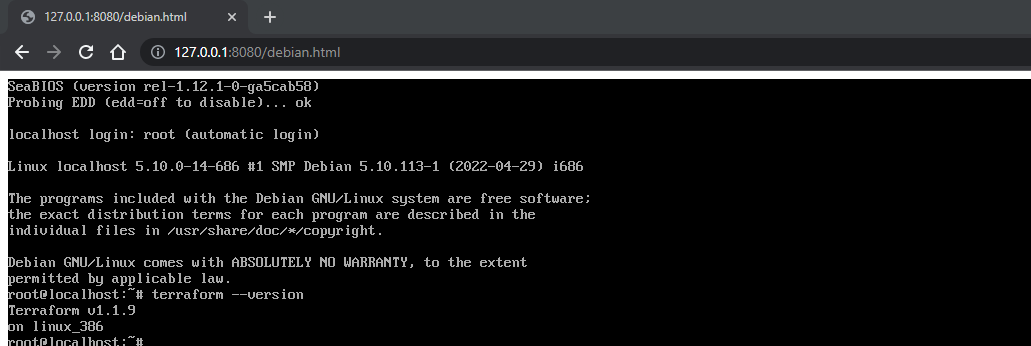 127.0.0.1:8080/debian.html
127.0.0.1:8080/debian.html
SeaBIOS (version rel-1.12.1-0-ga5cab58)
Probing EDD (edd=off to disable)... ok
localhost login: root (automatic login)
Linux localhost 5.10.0-14-686 #1 SMP Debian 5.10.113-1 (2022-04-29) i686
The programs included with the Debian GNU/Linux system are free software;
the exact distribution terms for each program are described in the
individual files in /usr/share/doc/*/copyright.
Debian GNU/Linux comes with ABSOLUTELY NO WARRANTY, to the extent
permitted by applicable law.
root@localhost:~# terraform --version
Terraform v1.1.9
on linux_386
root@localhost:~#